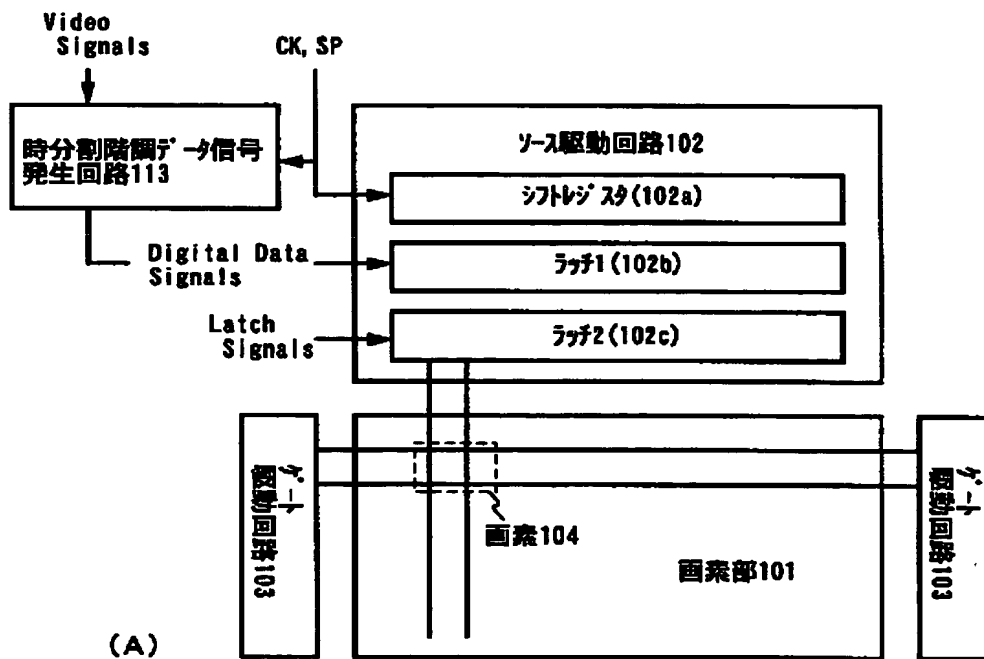 Video
Signals
CK, SP
時分割階調データ信号
発生回路113
ソース駆動回路102
シフトレジスタ(102a)
Digital Data
Signals
ラッチ1(102b)
Latch
Signals
ラッチ2(102c)
ゲート
駆動回路103
画素104
画素部101
ゲート
駆動回路103
(A)